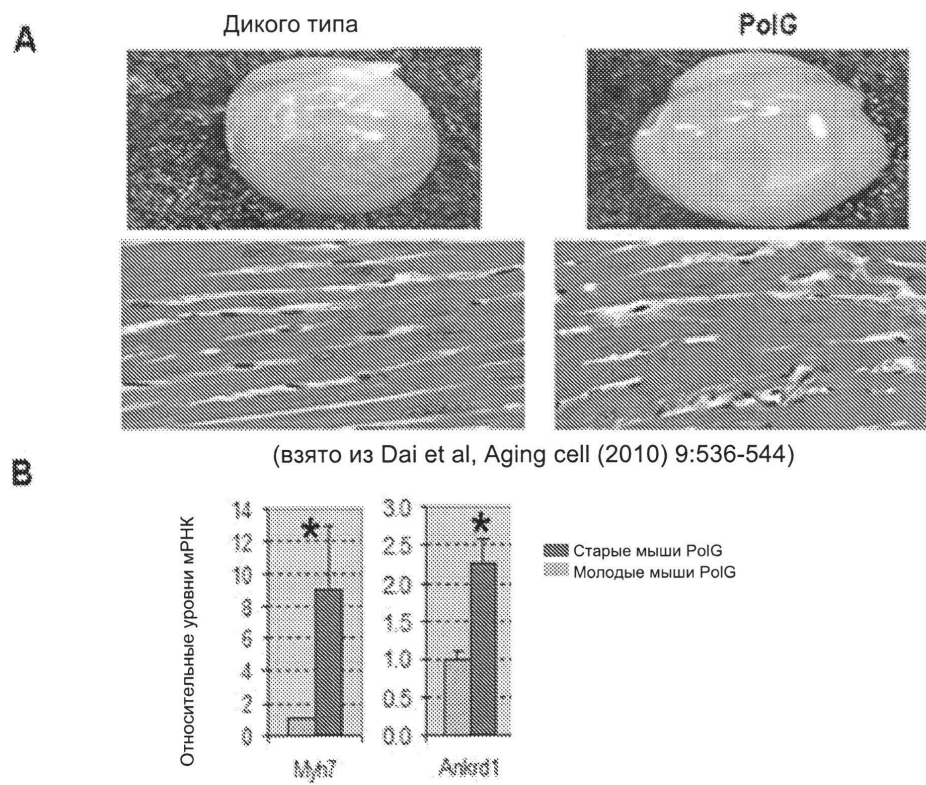 A
Дикого типа
PolG
(взято из Dai et al, Aging cell (2010) 9:536-544)
B
Относительные уровни мРНК
14
12
10
8
6
4
2
0
*
Myh7
3.0
2.5
2.0
1.5
1.0
0.5
0.0
*
Ankrd1
Старые мыши PolG
Молодые мыши PolG